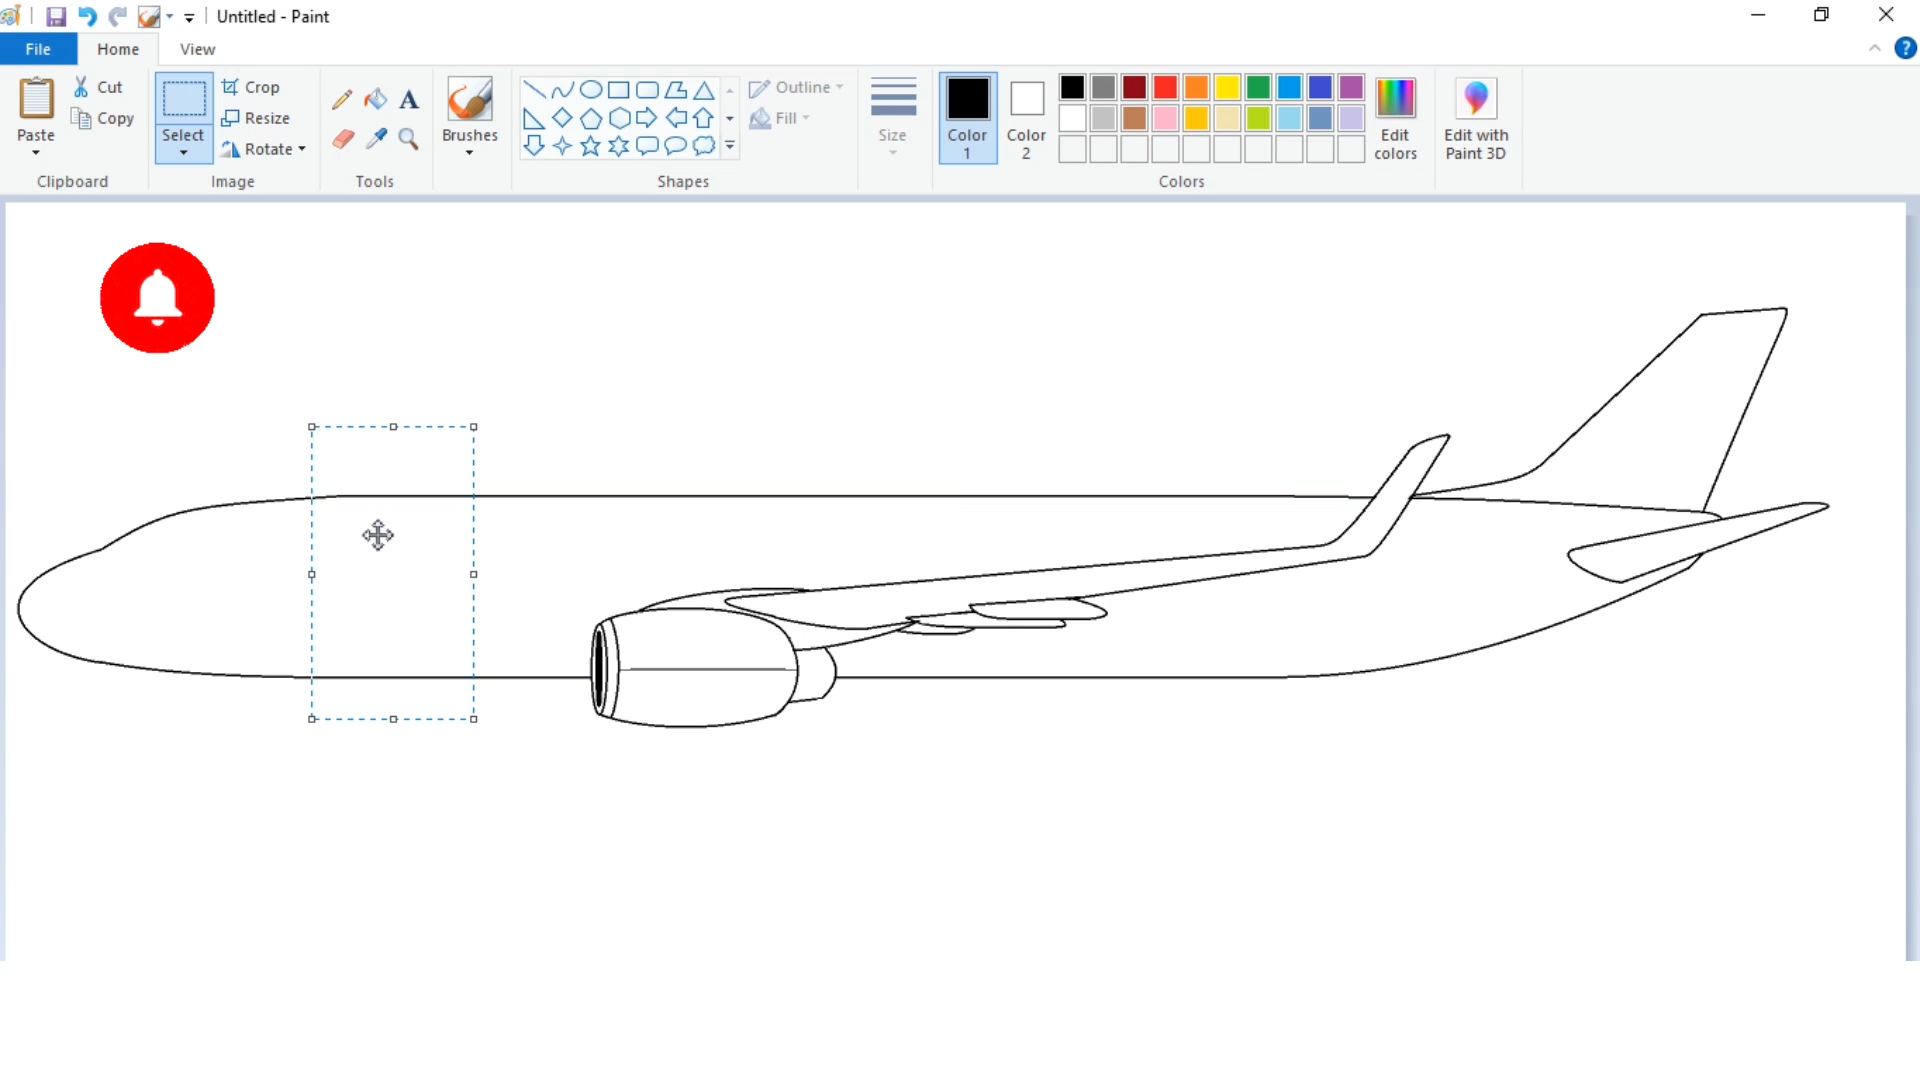 Untitled - Paint
File Home View
Paste
Cut
Copy
Clipboard
Select
Crop
Resize
Rotate
Image
A
Tools
Brushes
Shapes
Outline
Fill
Size
Color 1
Color 2
Colors
Edit colors
Edit with Paint 3D
?